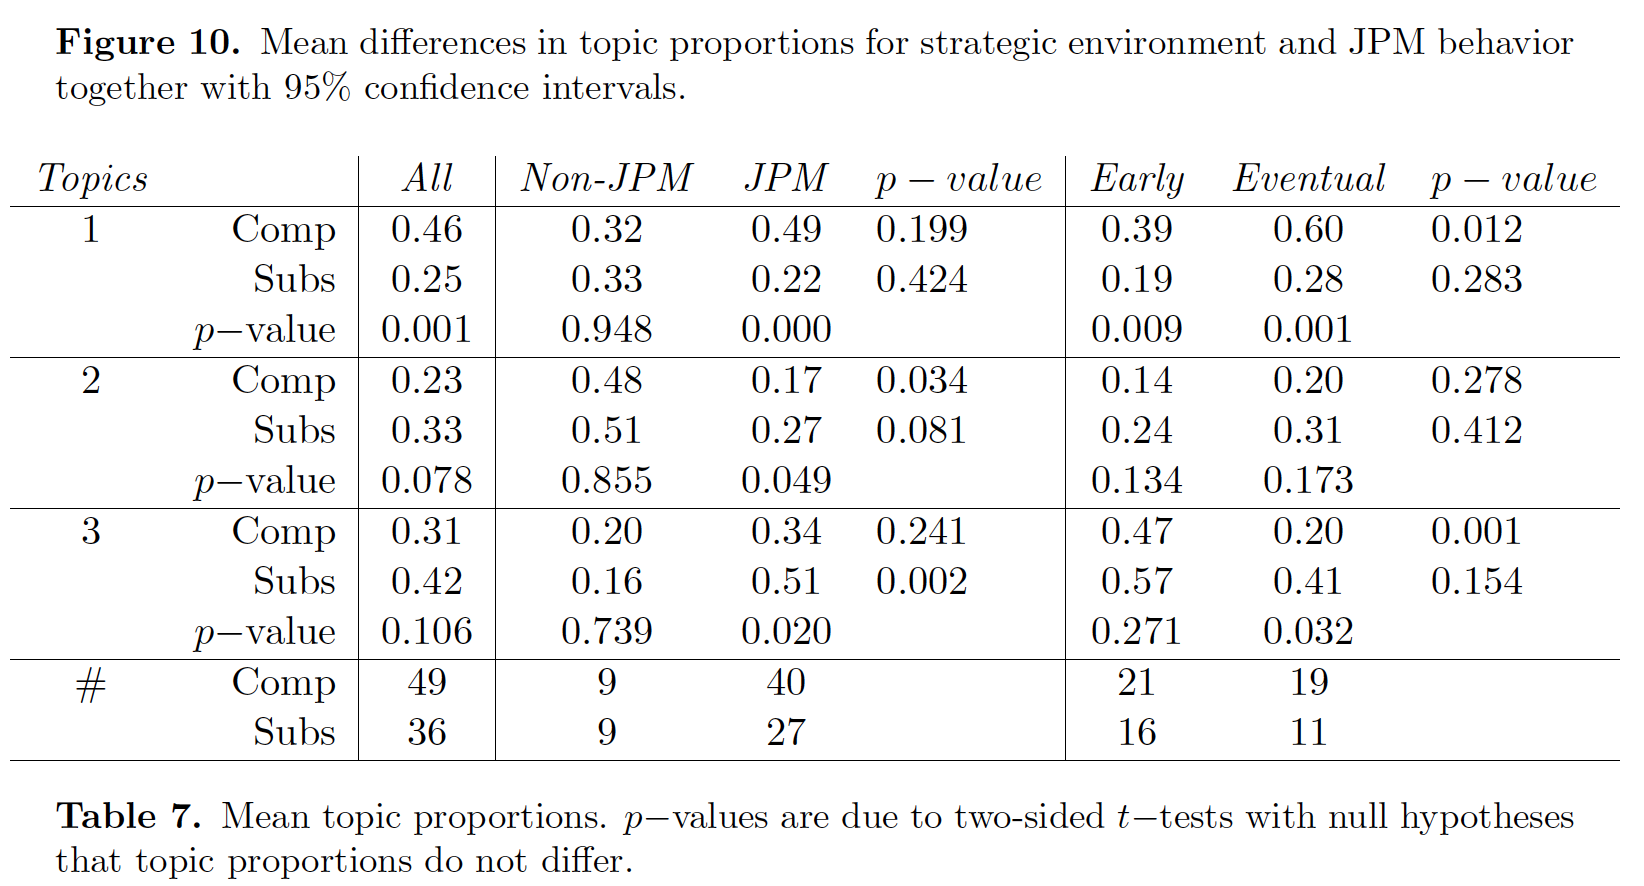 Figure 10. Mean differences in topic proportions for strategic environment and JPM behavior
together with 95% confidence intervals.
Topics All Non-JPM JPM p − value Early Eventual p − value
1 Comp 0.46 0.32 0.49 0.199 0.39 0.60 0.012
Subs 0.25 0.33 0.22 0.424 0.19 0.28 0.283
p−value 0.001 0.948 0.000 0.009 0.001
2 Comp 0.23 0.48 0.17 0.034 0.14 0.20 0.278
Subs 0.33 0.51 0.27 0.081 0.24 0.31 0.412
p−value 0.078 0.855 0.049 0.134 0.173
3 Comp 0.31 0.20 0.34 0.241 0.47 0.20 0.001
Subs 0.42 0.16 0.51 0.002 0.57 0.41 0.154
p−value 0.106 0.739 0.020 0.271 0.032
# Comp 49 9 40 21 19
Subs 36 9 27 16 11
Table 7. Mean topic proportions. p−values are due to two-sided t−tests with null hypotheses
that topic proportions do not differ.